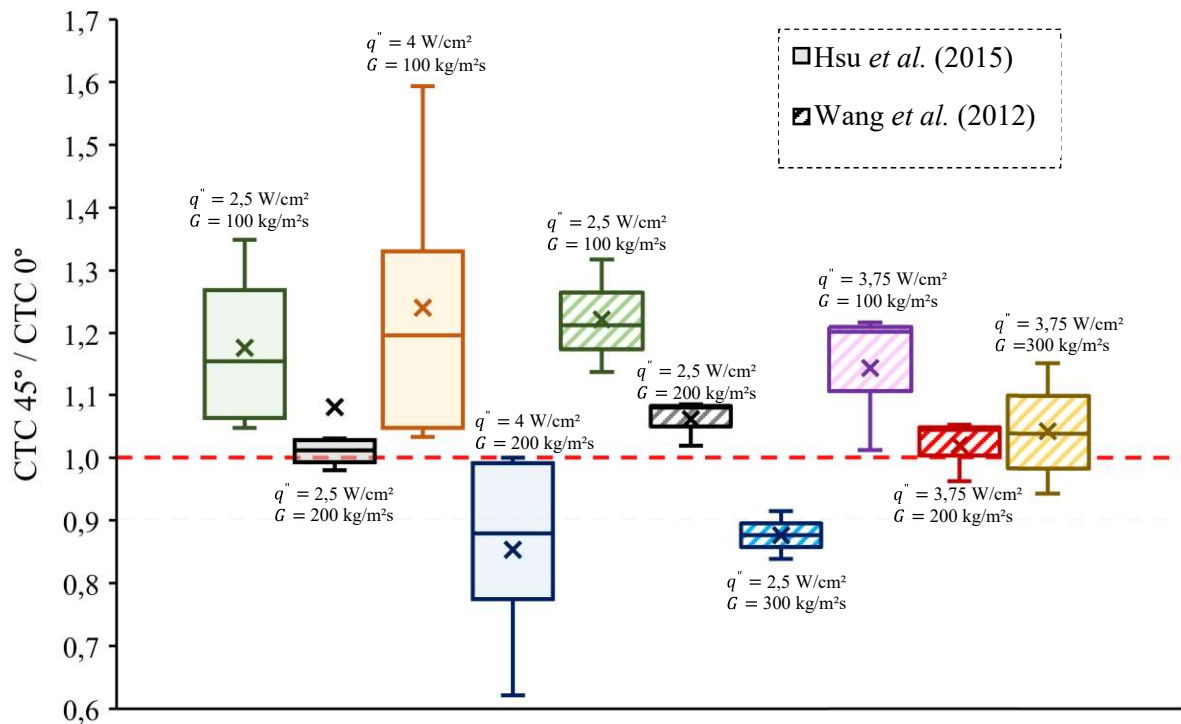 1,7
1,6
1,5
1,4
1,3
1,2
1,1
1,0
0,9
0,8
0,7
0,6
CTC 45° / CTC 0°
q" = 2,5 W/cm²
G = 100 kg/m²s
q" = 2,5 W/cm²
G = 200 kg/m²s
q" = 4 W/cm²
G = 100 kg/m²s
q" = 4 W/cm²
G = 200 kg/m²s
q" = 2,5 W/cm²
G = 100 kg/m²s
q" = 2,5 W/cm²
G = 200 kg/m²s
q" = 2,5 W/cm²
G = 300 kg/m²s
q" = 3,75 W/cm²
G = 100 kg/m²s
q" = 3,75 W/cm²
G = 200 kg/m²s
q" = 3,75 W/cm²
G =300 kg/m²s
Hsu et al. (2015)
Wang et al. (2012)